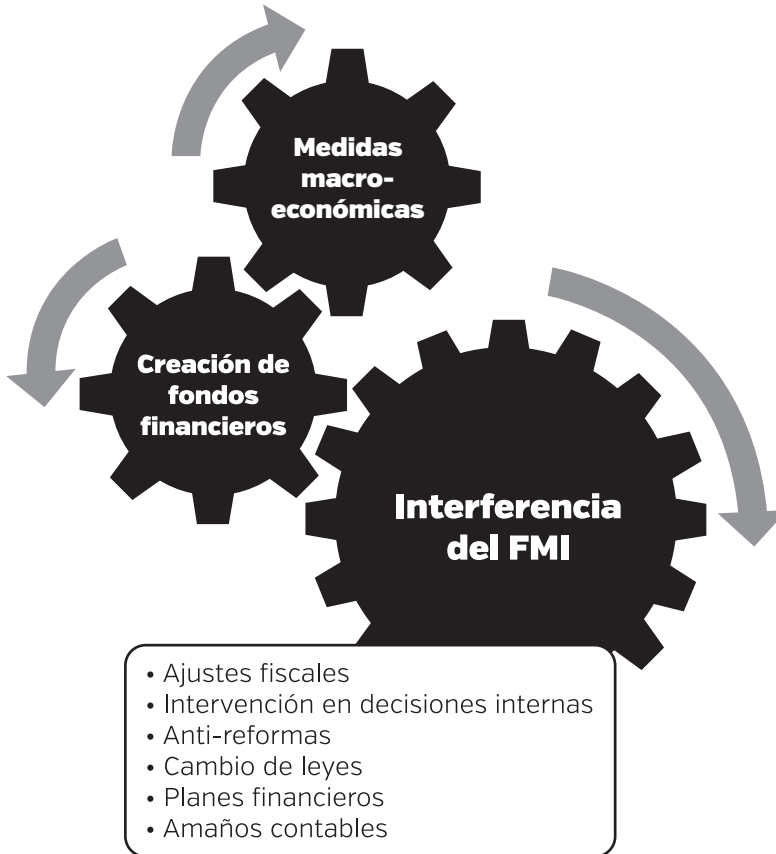 Medidas
macro-
económicas
Creación de
fondos
financieros
Interferencia
del FMI
• Ajustes fiscales
• Intervención en decisiones internas
• Anti-reformas
• Cambio de leyes
• Planes financieros
• Amaños contables